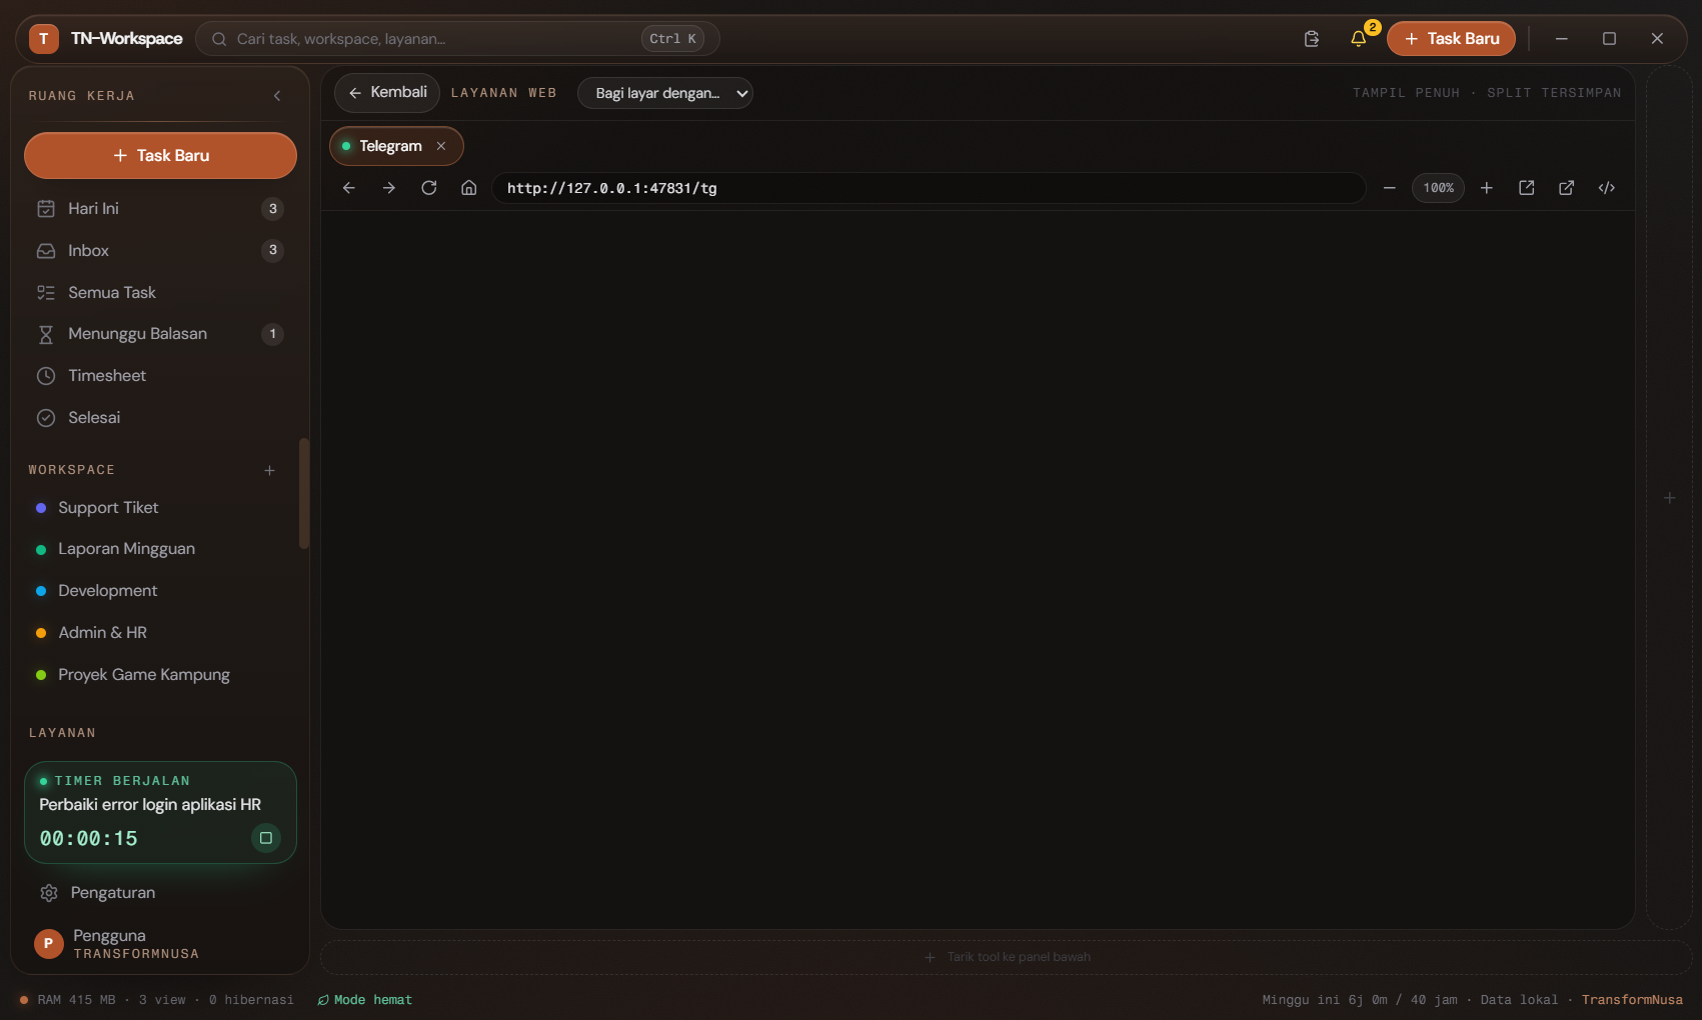 T TN-Workspace Cari task, workspace, layanan... Ctrl K 2 + Task Baru
RUANG KERJA
+ Task Baru
Hari Ini 3
Inbox 3
Semua Task
Menunggu Balasan 1
Timesheet
Selesai
WORKSPACE +
Support Tiket
Laporan Mingguan
Development
Admin & HR
Proyek Game Kampung
LAYANAN
TIMER BERJALAN
Perbaiki error login aplikasi HR
00:00:15
Pengaturan
P Pengguna
TRANSFORMNUSA
Kembali LAYANAN WEB Bagi layar dengan... TAMPIL PENUH · SPLIT TERSIMPAN
Telegram
http://127.0.0.1:47831/tg 100%
+ Tarik tool ke panel bawah
RAM 415 MB · 3 view · 0 hibernasi Mode hemat Minggu ini 6j 0m / 40 jam · Data lokal · TransformNusa